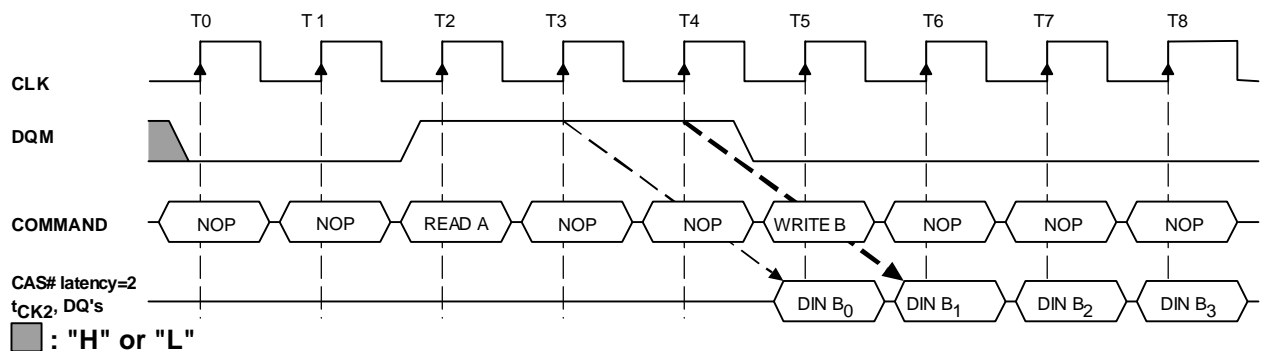 T0 T 1 T2 T3 T4 T5 T6 T7 T8
CLK
DQM
COMMAND NOP NOP READ A NOP NOP WRITE B NOP NOP NOP
CAS# latency=2
tCK2, DQ's DIN B0 DIN B1 DIN B2 DIN B3
: "H" or "L"